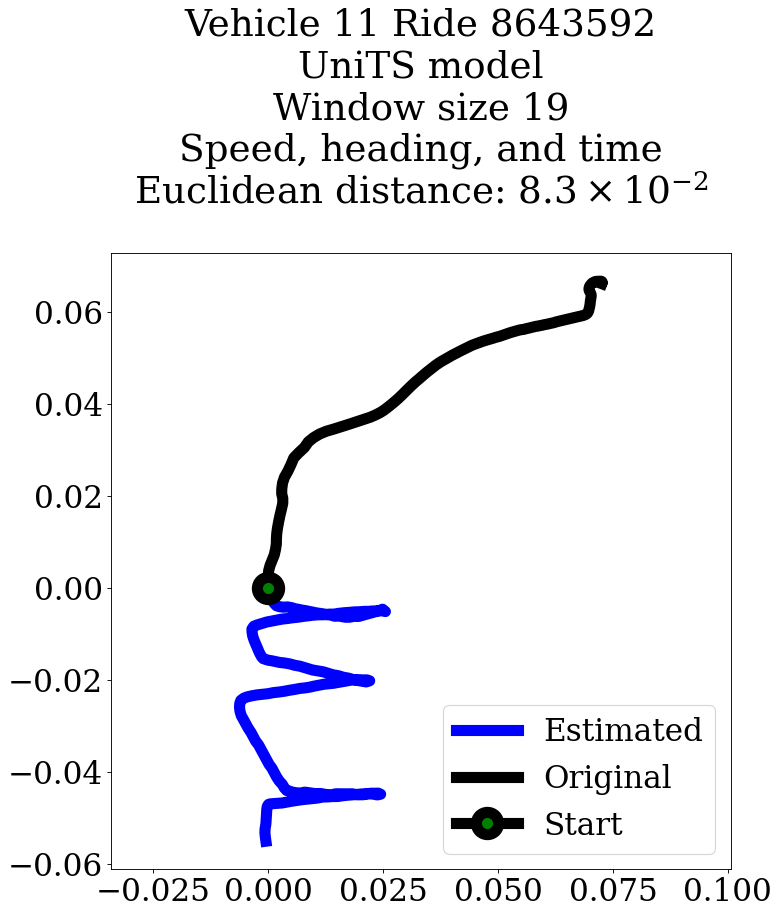 Vehicle 11 Ride 8643592
UniTS model
Window size 19
Speed, heading, and time
Euclidean distance: $8.3 \times 10^{-2}$
0.06
0.04
0.02
0.00
−0.02
−0.04
−0.06
Estimated
Original
Start
−0.025 0.000 0.025 0.050 0.075 0.100